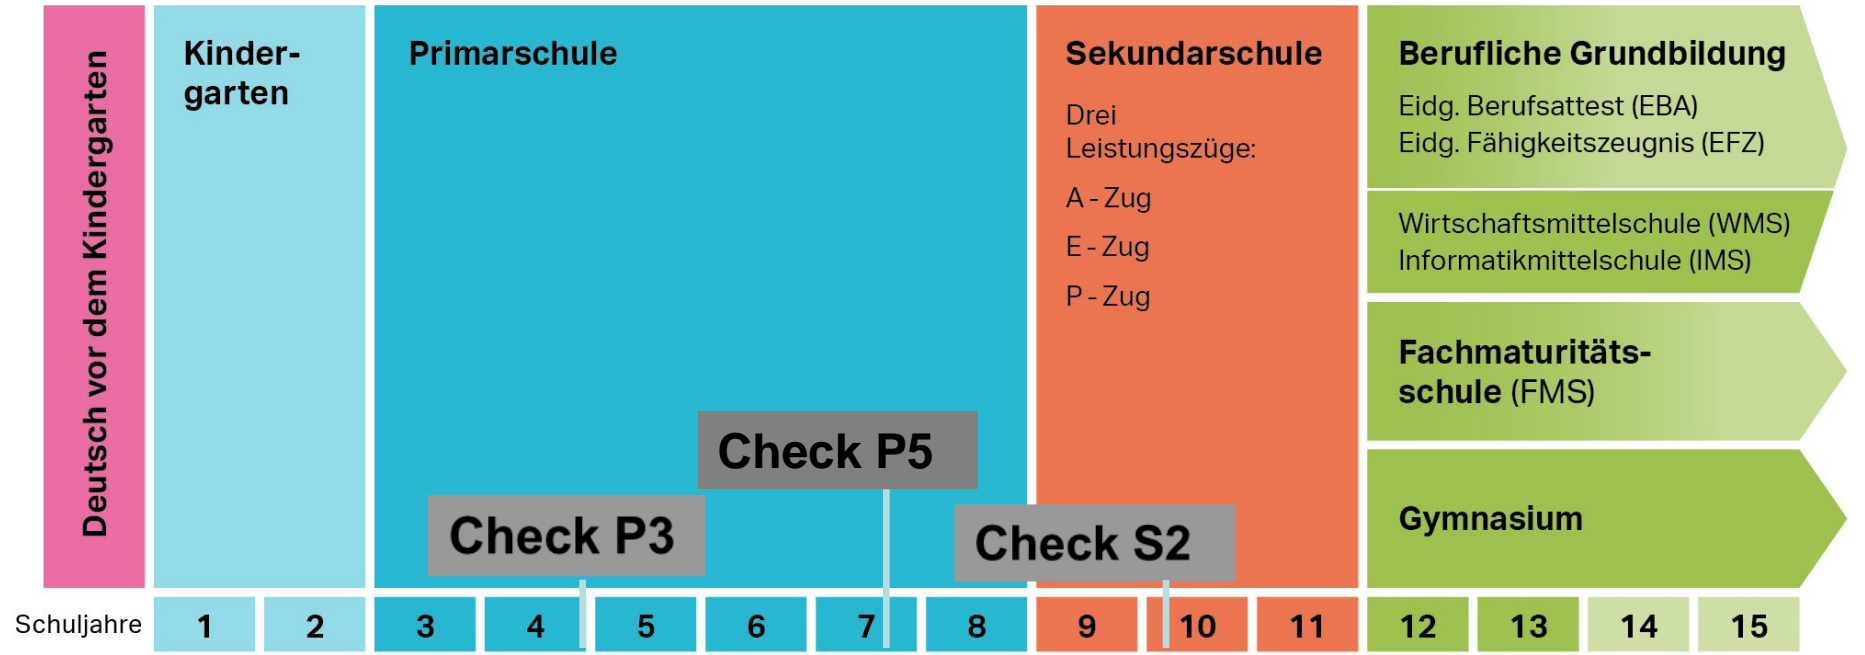 Deutsch vor dem Kindergarten
Kinder-
garten
Primarschule
Check P3
Check P5
Sekundarschule
Drei
Leistungszüge:
A - Zug
E - Zug
P - Zug
Check S2
Berufliche Grundbildung
Eidg. Berufsattest (EBA)
Eidg. Fähigkeitszeugnis (EFZ)
Wirtschaftsmittelschule (WMS)
Informatikmittelschule (IMS)
Fachmaturitäts-
schule (FMS)
Gymnasium
Schuljahre 1 2 3 4 5 6 7 8 9 10 11 12 13 14 15